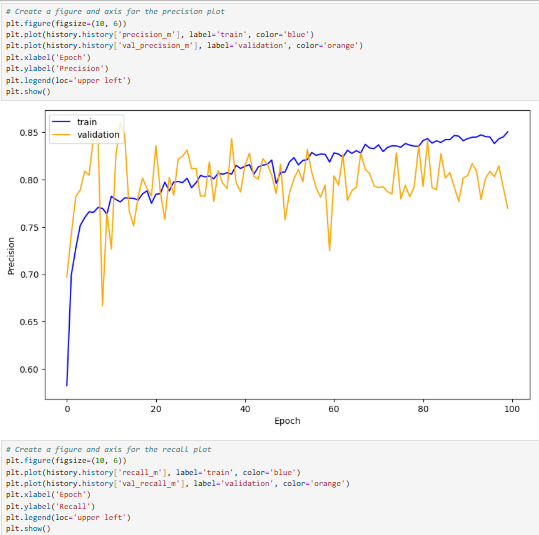 # Create a figure and axis for the precision plot
plt.figure(figsize=(10, 6))
plt.plot(history.history['precision_m'], label='train', color='blue')
plt.plot(history.history['val_precision_m'], label='validation', color='orange')
plt.xlabel('Epoch')
plt.ylabel('Precision')
plt.legend(loc='upper left')
plt.show()
train
validation
0.85
0.80
0.75
0.70
0.65
0.60
Precision
0 20 40 60 80 100
Epoch
# Create a figure and axis for the recall plot
plt.figure(figsize=(10, 6))
plt.plot(history.history['recall_m'], label='train', color='blue')
plt.plot(history.history['val_recall_m'], label='validation', color='orange')
plt.xlabel('Epoch')
plt.ylabel('Recall')
plt.legend(loc='upper left')
plt.show()